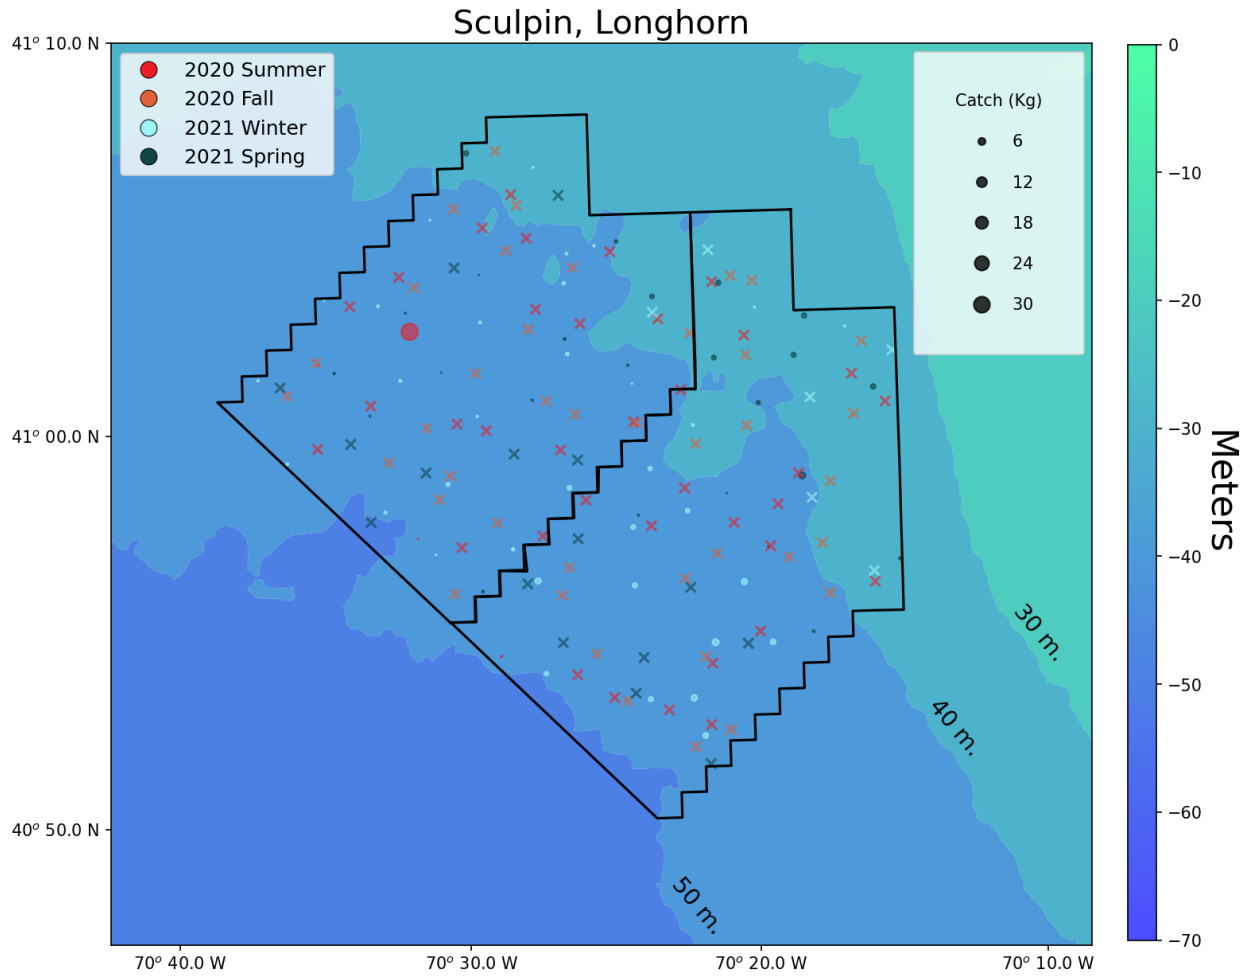 Sculpin, Longhorn
41° 10.0 N
41° 00.0 N
40° 50.0 N
2020 Summer
2020 Fall
2021 Winter
2021 Spring
Catch (Kg)
6
12
18
24
30
30 m.
40 m.
50 m.
70° 40.0 W
70° 30.0 W
70° 20.0 W
70° 10.0 W
0
−10
−20
−30
−40
−50
−60
−70
Meters